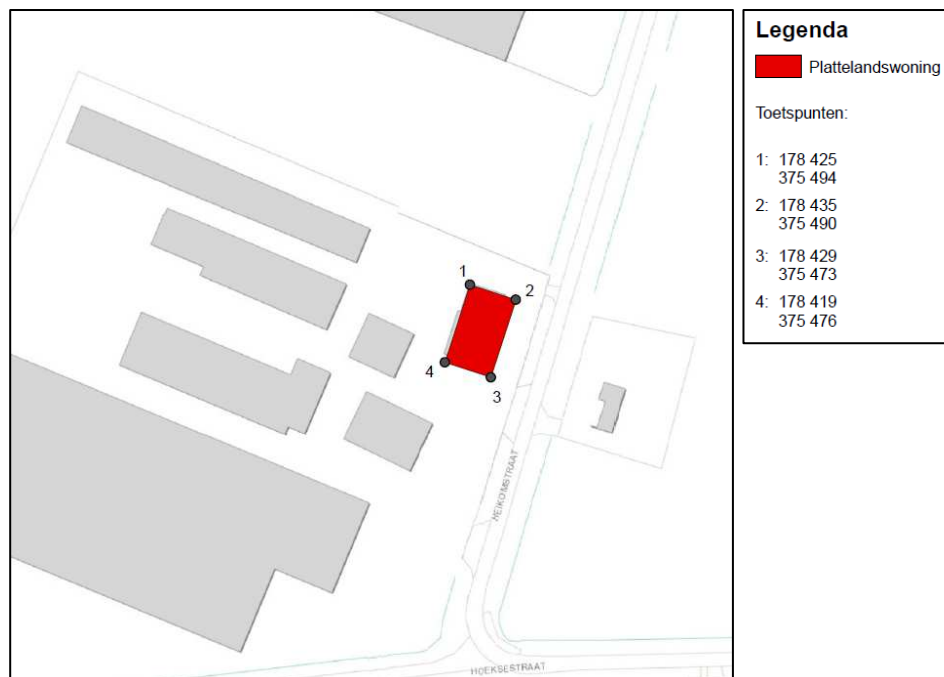 Legenda
Plattelandswoning
Toetspunten:
1: 178 425
375 494
2: 178 435
375 490
3: 178 429
375 473
4: 178 419
375 476
1
2
4
3
HEIKOMSTRAAT
HOEKSESTRAAT